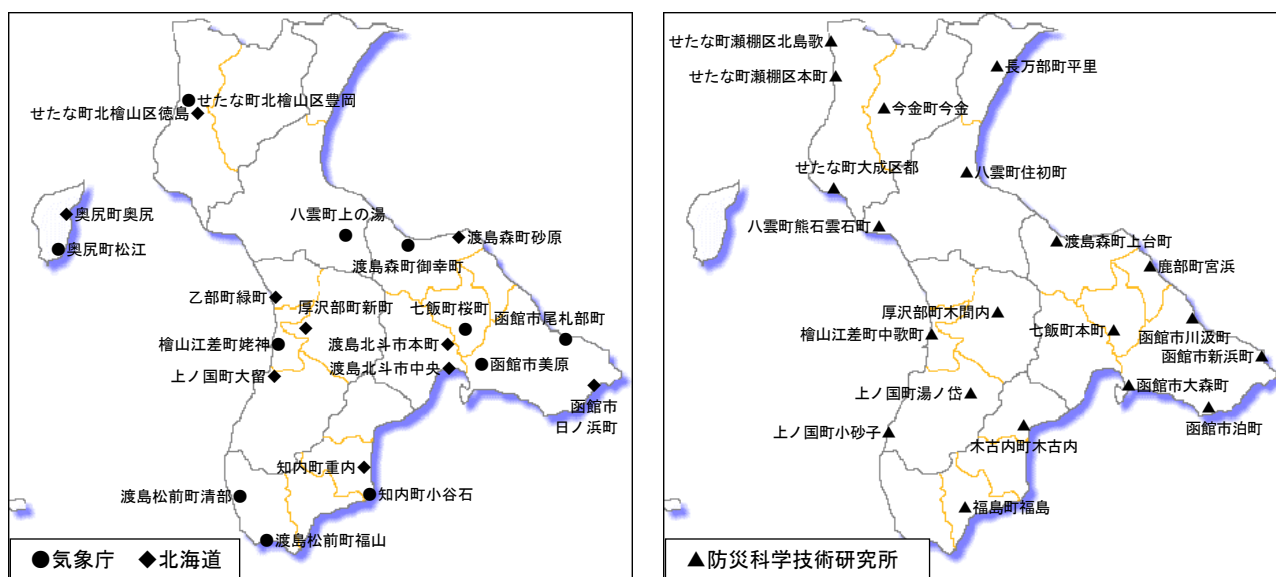 せたな町北檜山区豊岡
せたな町北檜山区徳島
奥尻町奥尻
奥尻町松江
八雲町上の湯
渡島森町砂原
渡島森町御幸町
乙部町緑町
厚沢部町新町
七飯町桜町
函館市尾札部町
檜山江差町姥神
渡島北斗市本町
上ノ国町大留
渡島北斗市中央
函館市美原
函館市
日ノ浜町
知内町重内
渡島松前町清部
知内町小谷石
渡島松前町福山
●気象庁 ◆北海道
せたな町瀬棚区北島歌
長万部町平里
せたな町瀬棚区本町
今金町今金
せたな町大成区都
八雲町住初町
八雲町熊石雲石町
渡島森町上台町
鹿部町宮浜
厚沢部町木間内
檜山江差町中歌町
七飯町本町
函館市川汲町
函館市新浜町
上ノ国町湯ノ岱
函館市大森町
函館市泊町
上ノ国町小砂子
木古内町木古内
福島町福島
▲防災科学技術研究所